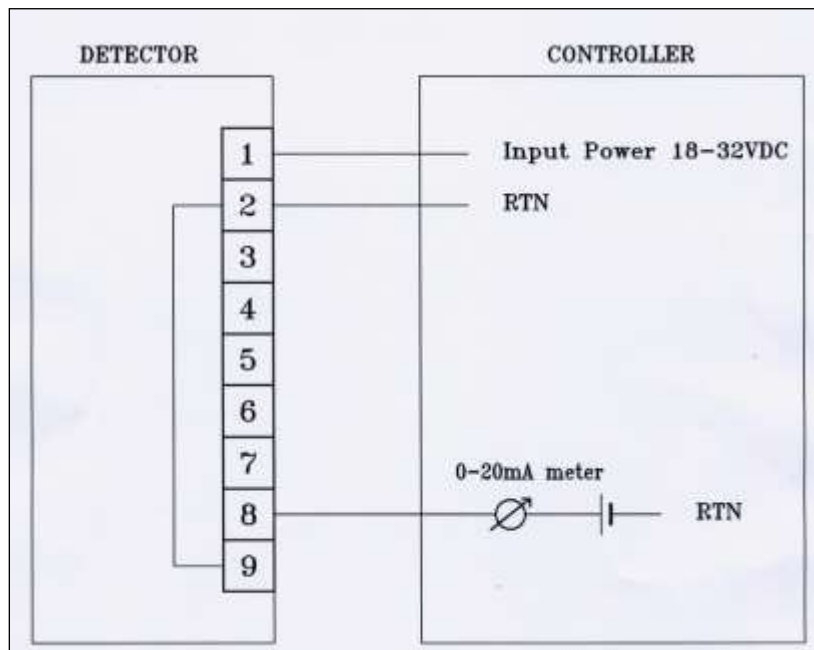 DETECTOR
CONTROLLER
1
Input Power 18-32VDC
2
RTN
3
4
5
6
7
0-20mA meter
8
RTN
9